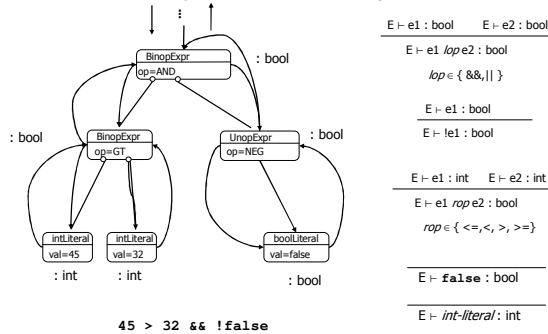 ⋮
BinopExpr
op=AND
: bool
: bool
BinopExpr
op=GT
UnopExpr
op=NEG
: bool
intLiteral
val=45
intLiteral
val=32
boolLiteral
val=false
: int
: int
: bool
45 > 32 && !false
E ⊢ e1 : bool E ⊢ e2 : bool
E ⊢ e1 lop e2 : bool
lop ∈ { &&,|| }
E ⊢ e1 : bool
E ⊢ !e1 : bool
E ⊢ e1 : int E ⊢ e2 : int
E ⊢ e1 rop e2 : bool
rop ∈ { <=,<, >, >=}
E ⊢ false : bool
E ⊢ int-literal : int